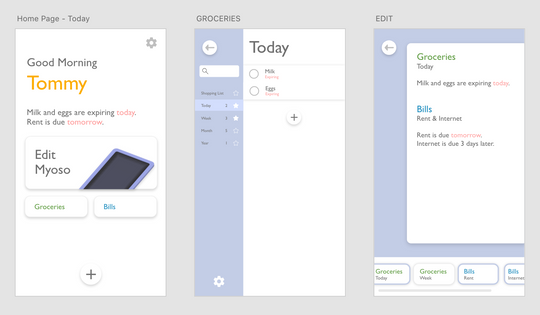 Home Page - Today
Good Morning
Tommy
Milk and eggs are expiring today.
Rent is due tomorrow.
Edit
Myoso
Groceries
Bills
GROCERIES
Today
Milk
Expiring
Eggs
Expiring
Shopping List
Today 2
Week 3
Month 3
Year 1
EDIT
Groceries
Today
Milk and eggs are expiring today.
Bills
Rent & Internet
Rent is due tomorrow.
Internet is due 3 days later.
Groceries
Today
Groceries
Week
Bills
Rent
Bills
Internet